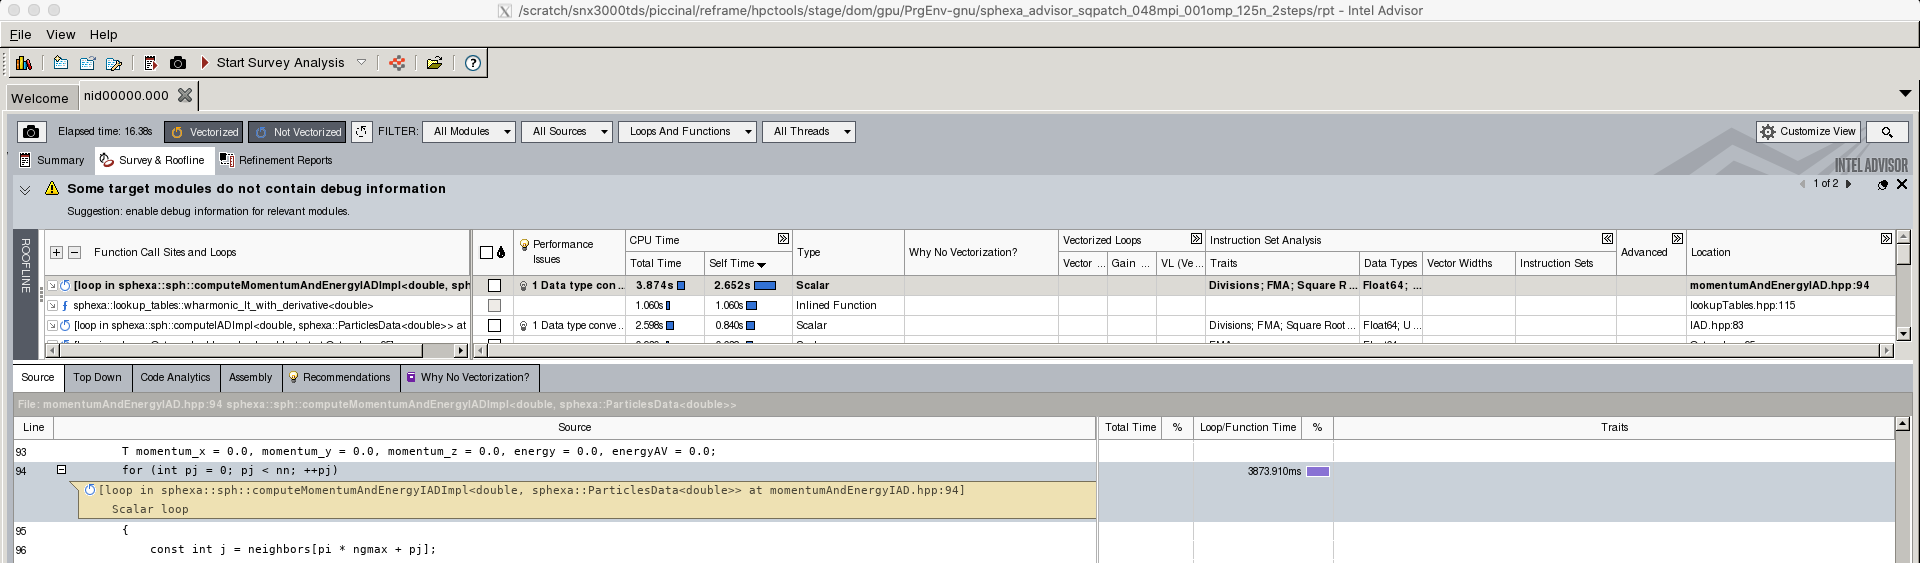 /scratch/snx3000tds/piccinal/reframe/hpctools/stage/dom/gpu/PrgEnv-gnu/sphexa_advisor_sqpatch_048mpi_001omp_125n_2steps/rpt - Intel Advisor
File View Help
Start Survey Analysis
Welcome nid00000.000
Elapsed time: 16.38s Vectorized Not Vectorized FILTER: All Modules All Sources Loops And Functions All Threads Customize View
Summary Survey & Roofline Refinement Reports INTEL ADVISOR
Some target modules do not contain debug information 1 of 2
Suggestion: enable debug information for relevant modules.
ROOFLINE
Function Call Sites and Loops Performance Issues CPU Time Type Why No Vectorization? Vectorized Loops Instruction Set Analysis Advanced Location
Total Time Self Time Vector ... Gain ... VL (Ve... Traits Data Types Vector Widths Instruction Sets
[loop in sphexa::sph::computeMomentumAndEnergyIADImpl<double, sph 1 Data type con... 3.874s 2.652s Scalar Divisions; FMA; Square R... Float64; ... momentumAndEnergyIAD.hpp:94
sphexa::lookup_tables::wharmonic_lt_with_derivative<double> 1.060s 1.060s Inlined Function lookupTables.hpp:115
[loop in sphexa::sph::computeIADImpl<double, sphexa::ParticlesData<double>> at 1 Data type conve... 2.598s 0.840s Scalar Divisions; FMA; Square Root... Float64; U... IAD.hpp:83
Source Top Down Code Analytics Assembly Recommendations Why No Vectorization?
File: momentumAndEnergyIAD.hpp:94 sphexa::sph::computeMomentumAndEnergyIADImpl<double, sphexa::ParticlesData<double>>
Line Source Total Time % Loop/Function Time % Traits
93 T momentum_x = 0.0, momentum_y = 0.0, momentum_z = 0.0, energy = 0.0, energyAV = 0.0;
94 for (int pj = 0; pj < nn; ++pj) 3873.910ms
[loop in sphexa::sph::computeMomentumAndEnergyIADImpl<double, sphexa::ParticlesData<double>> at momentumAndEnergyIAD.hpp:94]
Scalar loop
95 {
96 const int j = neighbors[pi * ngmax + pj];